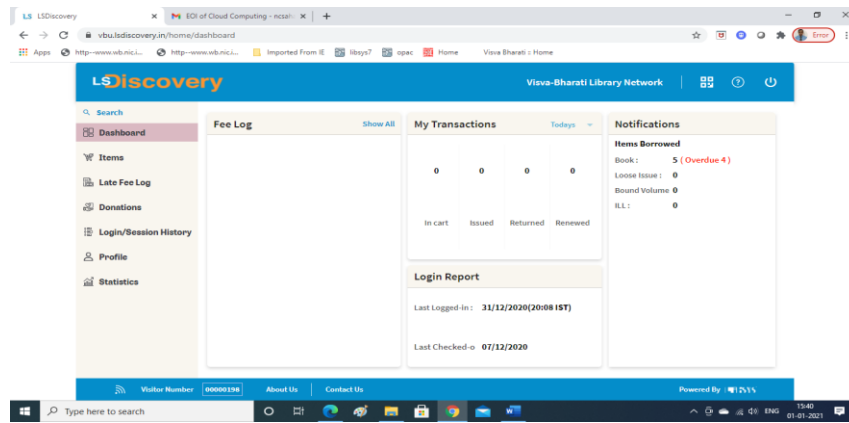 LS LSDiscovery
EOI of Cloud Computing - ncsah
vbu.lsdiscovery.in/home/dashboard
Error
Apps
http--www.wb.nic.i...
http--www.wb.nic.i...
Imported From IE
libsys7
opac
Home
Visva Bharati :: Home
LSDiscovery
Visva-Bharati Library Network
Search
Dashboard
Items
Late Fee Log
Donations
Login/Session History
Profile
Statistics
Fee Log
Show All
My Transactions
Todays
0 0 0 0
In cart Issued Returned Renewed
Login Report
Last Logged-in : 31/12/2020(20:08 IST)
Last Checked-o 07/12/2020
Notifications
Items Borrowed
Book : 5 ( Overdue 4 )
Loose Issue : 0
Bound Volume 0
ILL : 0
Visitor Number 00000198
About Us
Contact Us
Powered By :
Type here to search
ENG
15:40
01-01-2021